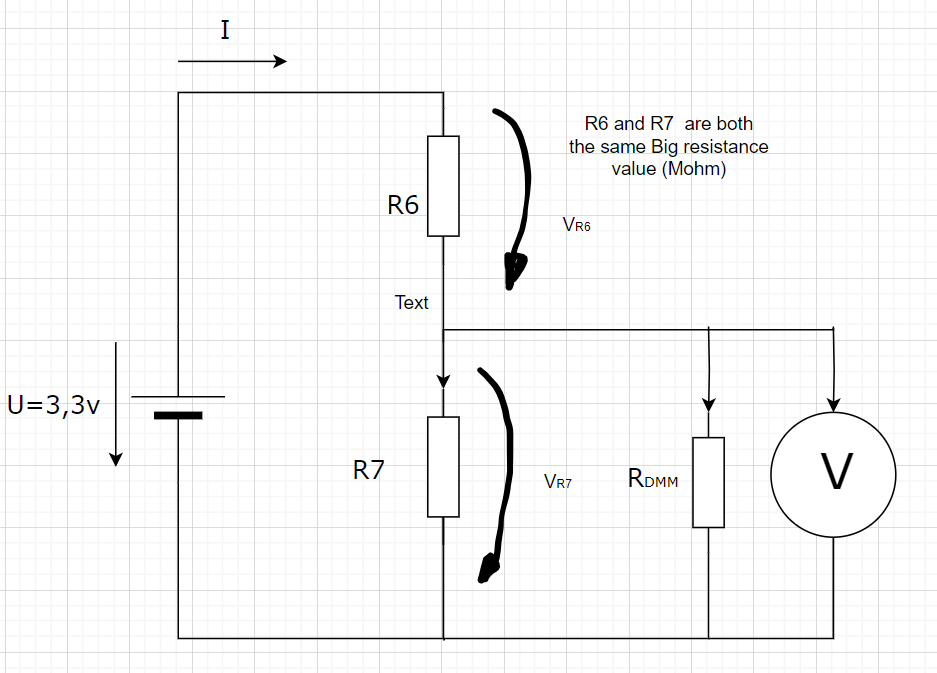 I
R6 and R7 are both
the same Big resistance
value (Mohm)
R6
VR6
Text
U=3,3v
R7
VR7
RDMM
V